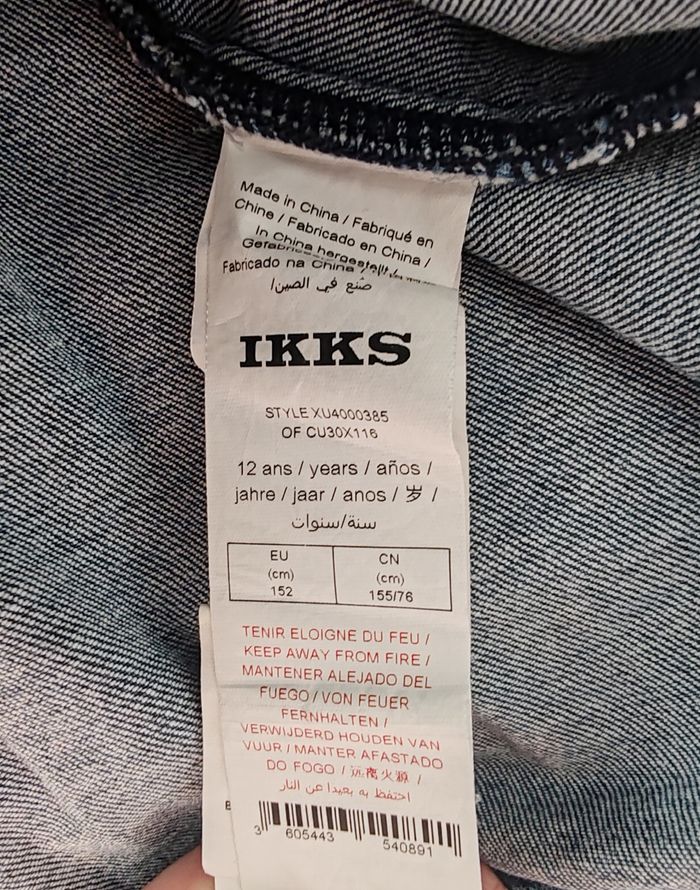 Made in China / Fabriqué en
Chine / Fabricado en China /
In China hergestellt /
Fabricado na China /
صنع في الصين/
IKKS
STYLE XU4000385
OF CU30X116
12 ans / years / años /
jahre / jaar / anos / 岁 /
سنة/سنوات
EU
(cm)
152
CN
(cm)
155/76
TENIR ELOIGNE DU FEU /
KEEP AWAY FROM FIRE /
MANTENER ALEJADO DEL
FUEGO / VON FEUER
FERNHALTEN /
VERWIJDERD HOUDEN VAN
VUUR / MANTER AFASTADO
DO FOGO / 远离火源 /
احتفظ به بعيدا عن النار
3 605443 540891